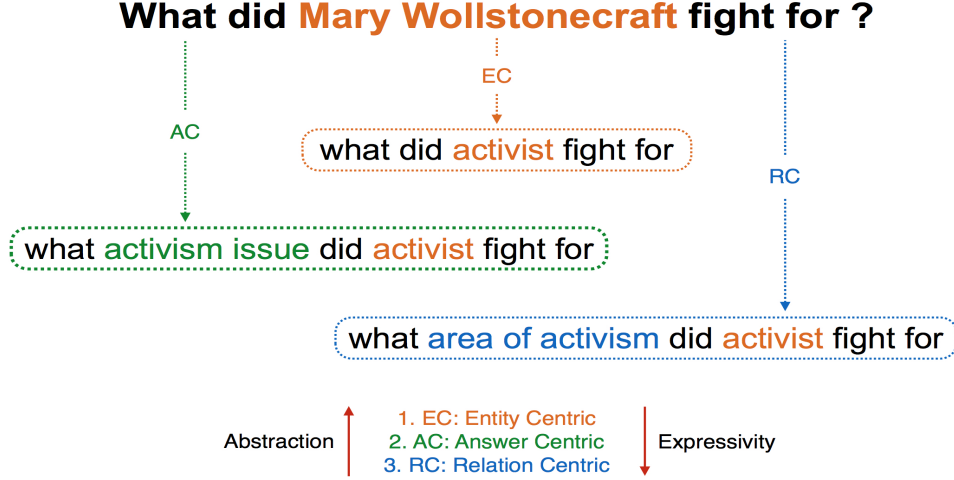 What did Mary Wollstonecraft fight for ?
EC
AC
what did activist fight for
RC
what activism issue did activist fight for
what area of activism did activist fight for
1. EC: Entity Centric
Abstraction
2. AC: Answer Centric
Expressivity
3. RC: Relation Centric